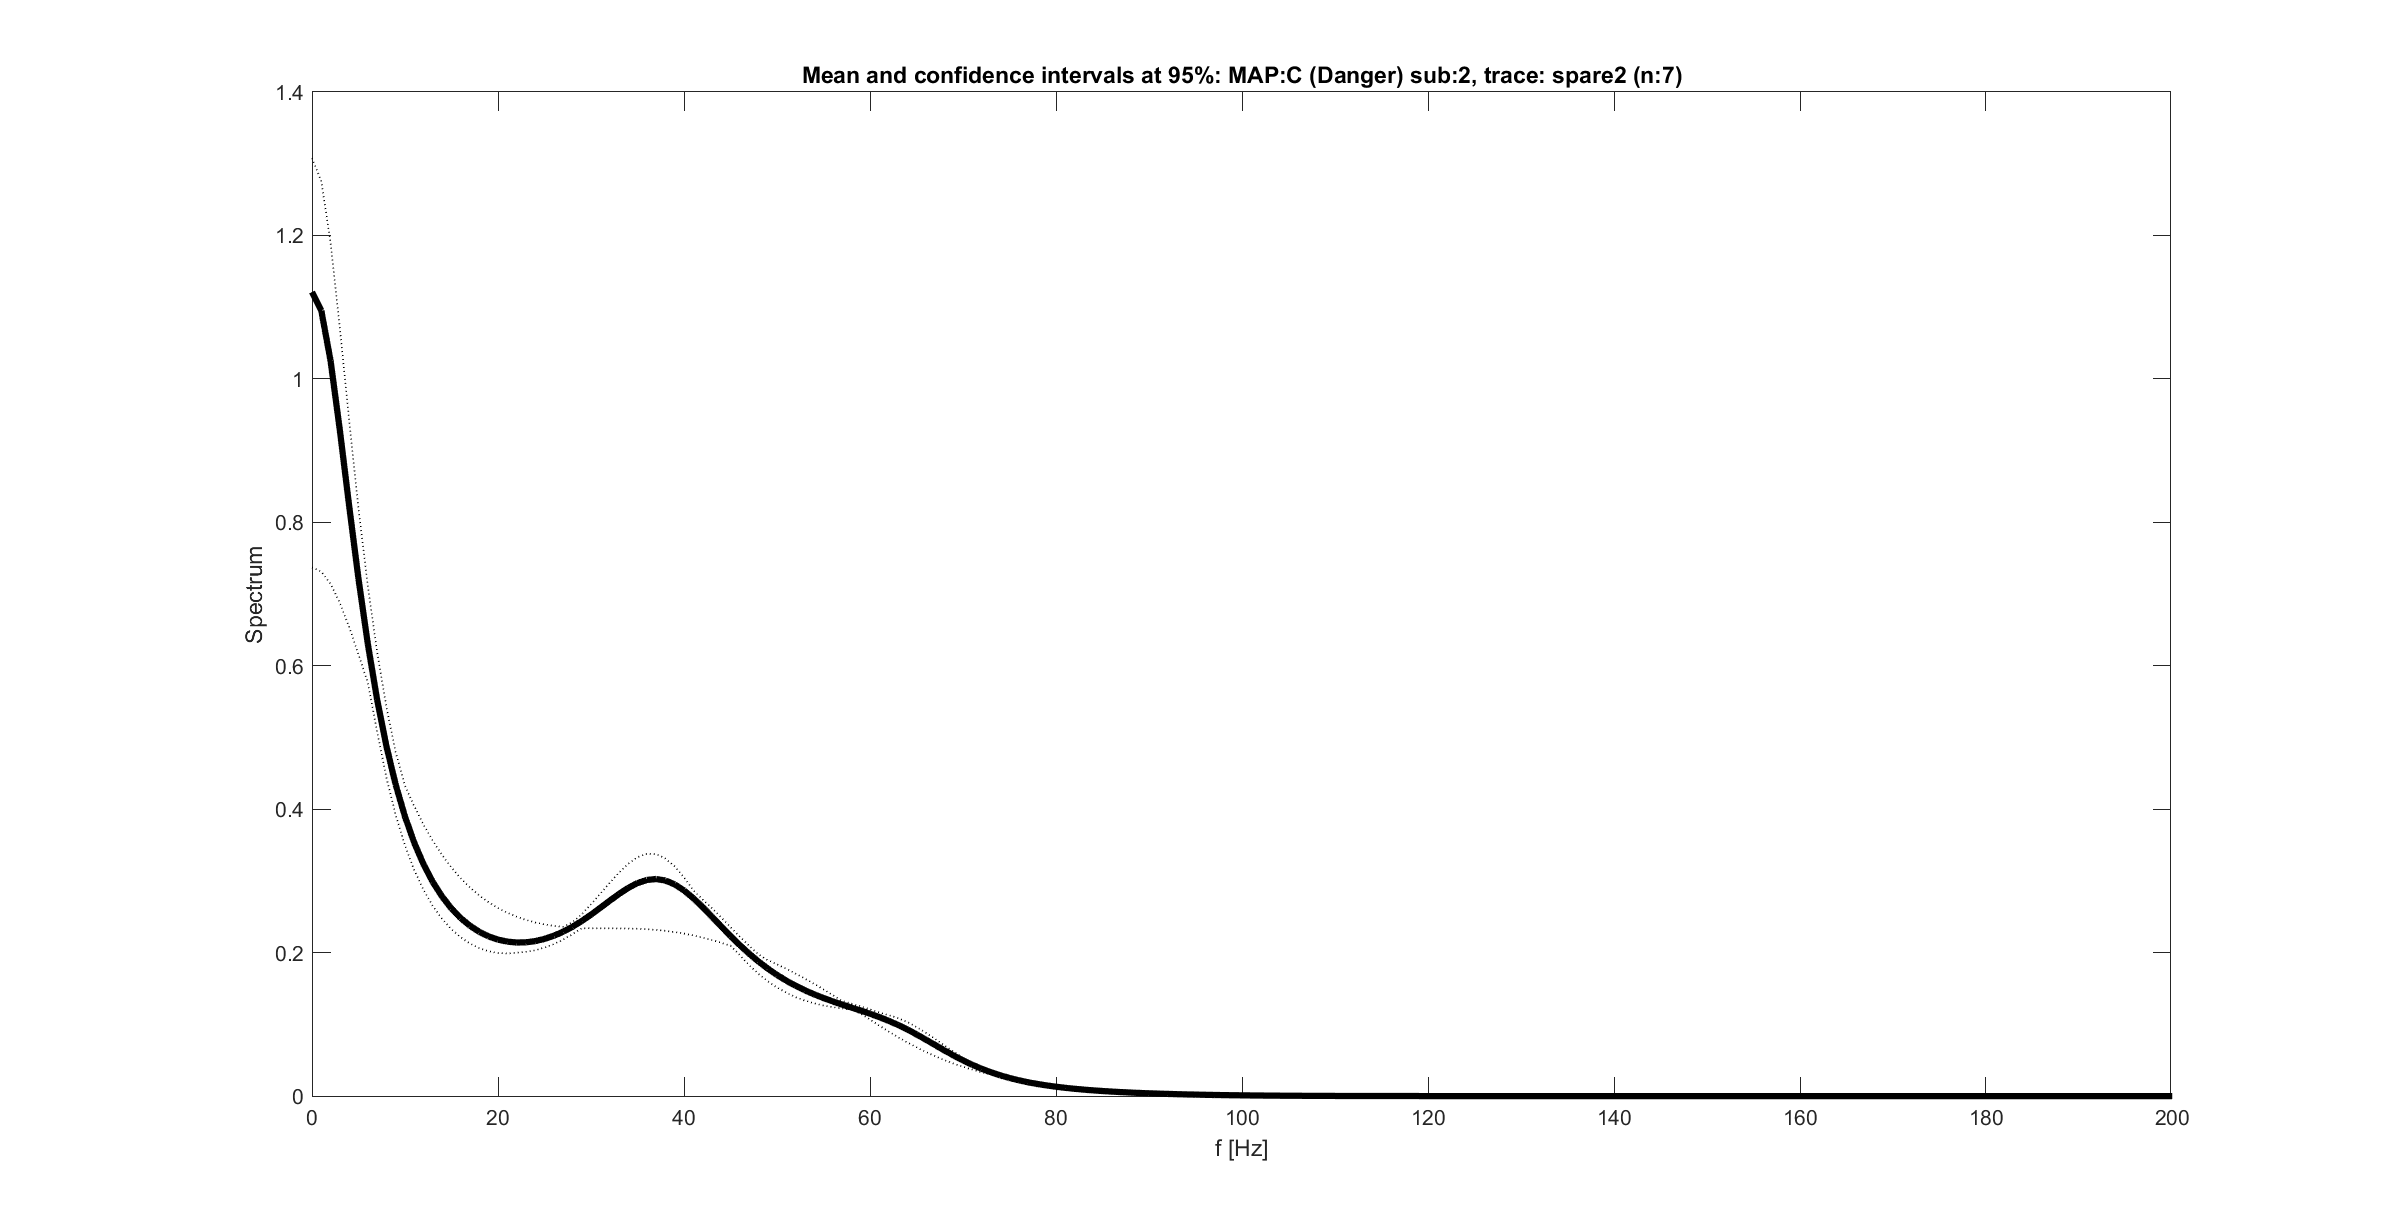 Mean and confidence intervals at 95%: MAP:C (Danger) sub:2, trace: spare2 (n:7)
1.4
1.2
1
0.8
0.6
0.4
0.2
0
Spectrum
0 20 40 60 80 100 120 140 160 180 200
f [Hz]